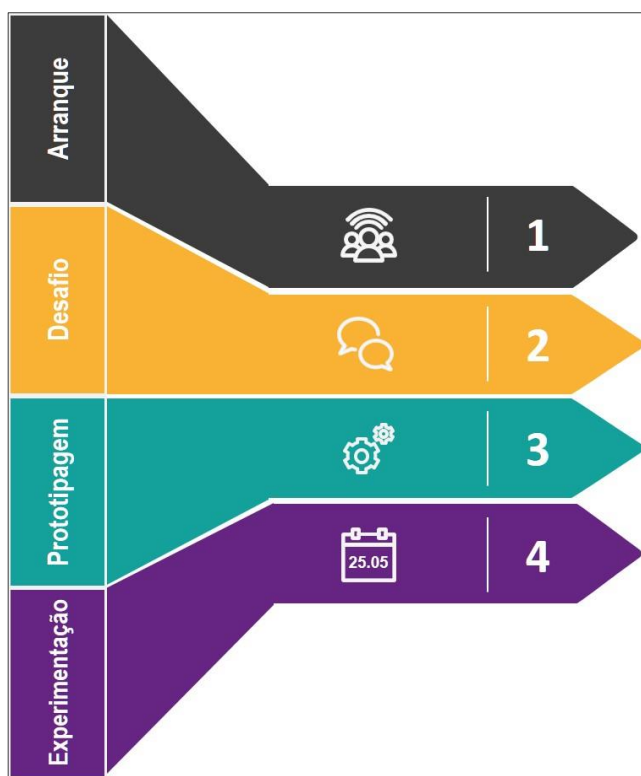 Arranque
1
Desafio
2
Prototipagem
3
Experimentação
25.05
4